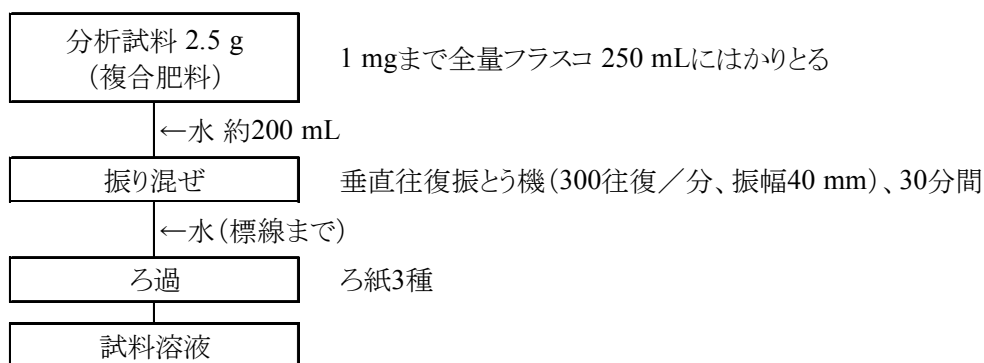 分析試料 2.5 g
（複合肥料）
1 mgまで全量フラスコ 250 mLにはかりとる
←水 約200 mL
振り混ぜ
垂直往復振とう機（300往復／分、振幅40 mm）、30分間
←水（標線まで）
ろ過
ろ紙3種
試料溶液